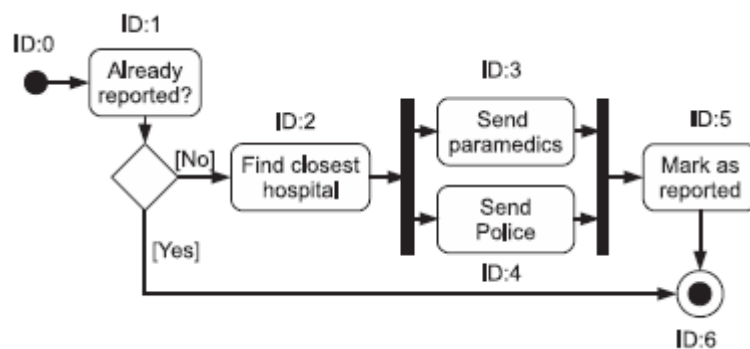 ID:0
ID:1
Already
reported?
[No]
[Yes]
ID:2
Find closest
hospital
ID:3
Send
paramedics
Send
Police
ID:4
ID:5
Mark as
reported
ID:6